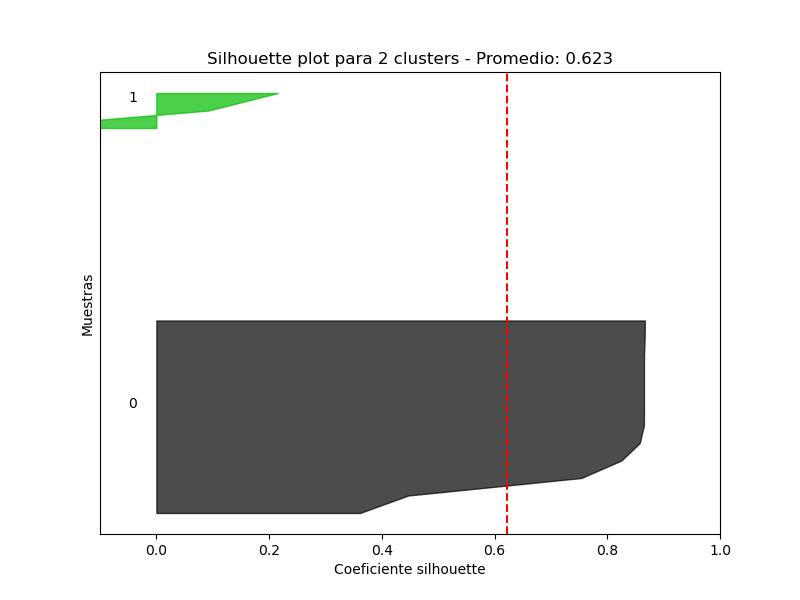 Silhouette plot para 2 clusters - Promedio: 0.623
1
Muestras
0
0.0 0.2 0.4 0.6 0.8 1.0
Coeficiente silhouette